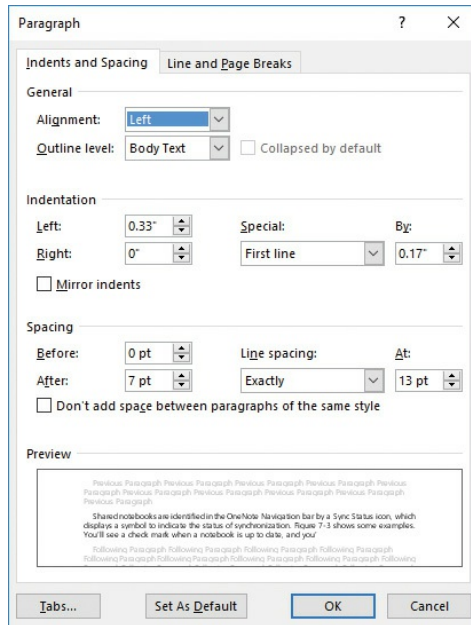 Paragraph ? ×
Indents and Spacing Line and Page Breaks
General
Alignment: Left
Outline level: Body Text Collapsed by default
Indentation
Left: 0.33" Special: By:
Right: 0" First line 0.17"
Mirror indents
Spacing
Before: 0 pt Line spacing: At:
After: 7 pt Exactly 13 pt
Don't add space between paragraphs of the same style
Preview
Previous Paragraph Previous Paragraph Previous Paragraph Previous Paragraph Previous
Paragraph Previous Paragraph Previous Paragraph Previous Paragraph Previous Paragraph
Previous Paragraph
Shared notebooks are identified in the OneNote Navigation bar by a Sync Status icon, which
displays a symbol to indicate the status of synchronization. Figure 7-3 shows some examples.
You'll see a check mark when a notebook is up to date, and you'
Following Paragraph Following Paragraph Following Paragraph Following Paragraph
Following Paragraph Following Paragraph Following Paragraph Following Paragraph
Tabs... Set As Default OK Cancel